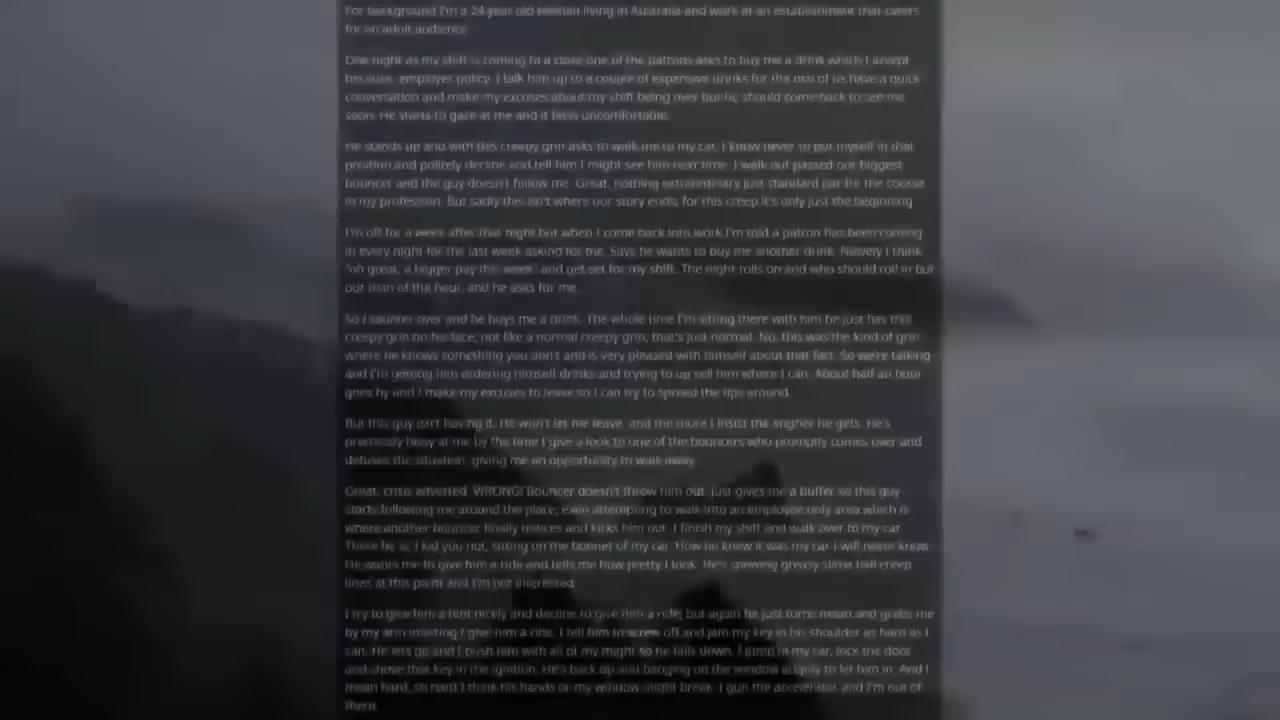 For background I'm a 24 year old woman living in Australia and work at an establishment that caters
for an adult audience.
One night as my shift is coming to a close one of the patrons asks to buy me a drink which I accept
because, employer policy. I talk him up to a couple of expensive drinks for the two of us have a quick
conversation and make my excuses about my shift being over but he should come back to see me
soon. He starts to gaze at me and it feels uncomfortable.
He stands up and with this creepy grin asks to walk me to my car. I know never to put myself in that
position and politely decline and tell him I might see him next time. I walk out passed our biggest
bouncer and the guy doesn't follow me. Great, nothing extraordinary just standard par for the course
in my profession. But sadly this isn't where our story ends, for this creep it's only just the beginning.
I'm off for a week after that night but when I come back into work I'm told a patron has been coming
in every night for the last week asking for me. Says he wants to buy me another drink. Naively I think
"oh great, a bigger pay this week" and get set for my shift. The night rolls on and who should roll in but
our man of the hour, and he asks for me.
So I saunter over and he buys me a drink. The whole time I'm sitting there with him he just has this
creepy grin on his face, not like a normal creepy grin, that's just normal. No, this was the kind of grin
where he knows something you don't and is very pleased with himself about that fact. So we're talking
and I'm getting him ordering himself drinks and trying to up sell him where I can. About half an hour
goes by and I make my excuses to leave so I can try to spread the tips around.
But this guy isn't having it. He won't let me leave, and the more I insist the angrier he gets. He's
practically heavy at me by the time I give a look to one of the bouncers who promptly comes over and
defuses the situation, giving me an opportunity to walk away.
Great, crisis adverted. WRONG! Bouncer doesn't throw him out, just gives me a buffer so this guy
starts following me around the place, even attempting to walk into an employee only area which is
where another bouncer finally notices and kicks him out. I finish my shift and walk over to my car.
There he is, I kid you not, sitting on the bonnet of my car. How he knew it was my car I will never know.
He wants me to give him a ride and tells me how pretty I look. He's spewing greasy slime ball creep
lines at this point and I'm not interested.
I try to give him a hint nicely and decline to give him a ride, but again he just turns mean and grabs me
by my arm insisting I give him a ride. I tell him to screw off and jam my key in his shoulder as hard as I
can. He lets go and I push him with all of my might so he falls down. I jump in my car, lock the door
and shove that key in the ignition. He's back up and banging on the window angrily to let him in. And I
mean hard, so hard I think his hands or my window might break. I gun the accelerator and I'm out of
there.